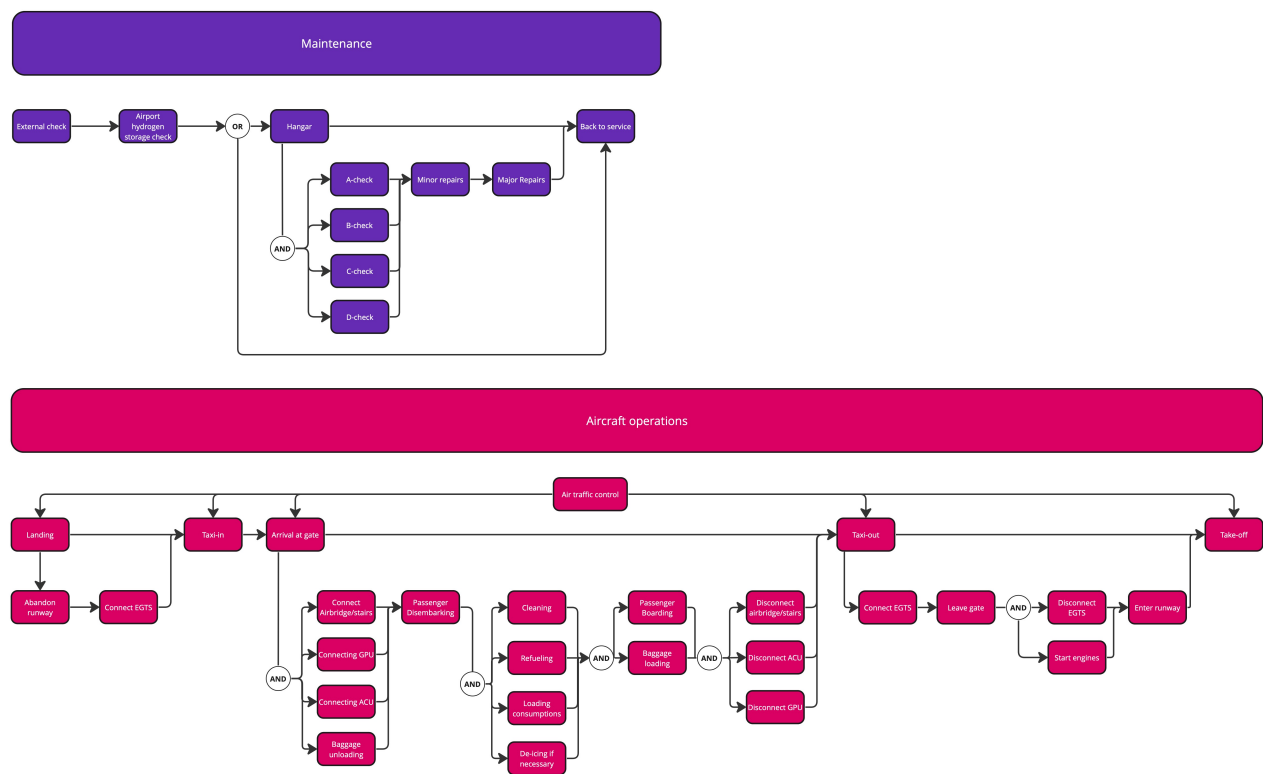 Maintenance
External check
Airport
hydrogen
storage check
OR
Hangar
Back to service
A-check
Minor repairs
Major Repairs
B-check
AND
C-check
D-check
Aircraft operations
Air traffic control
Landing
Taxi-in
Arrival at gate
Taxi-out
Take-off
Abandon
runway
Connect EGTS
Connect
Airbridge/stairs
Passenger
Disembarking
Cleaning
Passenger
Boarding
Disconnect
airbridge/stairs
Connect EGTS
Leave gate
AND
Disconnect
EGTS
Enter runway
Connecting GPU
Refueling
AND
Baggage
loading
AND
Disconnect ACU
Start engines
AND
AND
Connecting ACU
Loading
consumptions
Disconnect GPU
Baggage
unloading
De-icing if
necessary